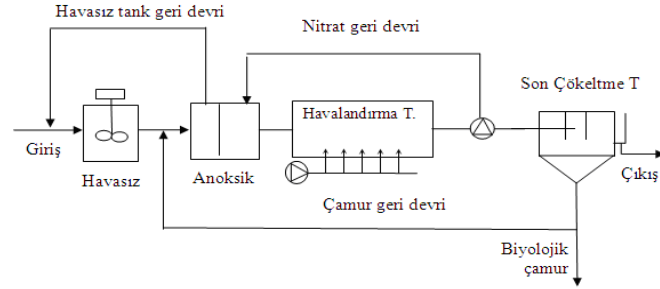 Havasız tank geri devri
Nitrat geri devri
Son Çökeltme T
Havalandırma T.
Giriş
Havasız
Anoksik
Çıkış
Çamur geri devri
Biyolojik
çamur